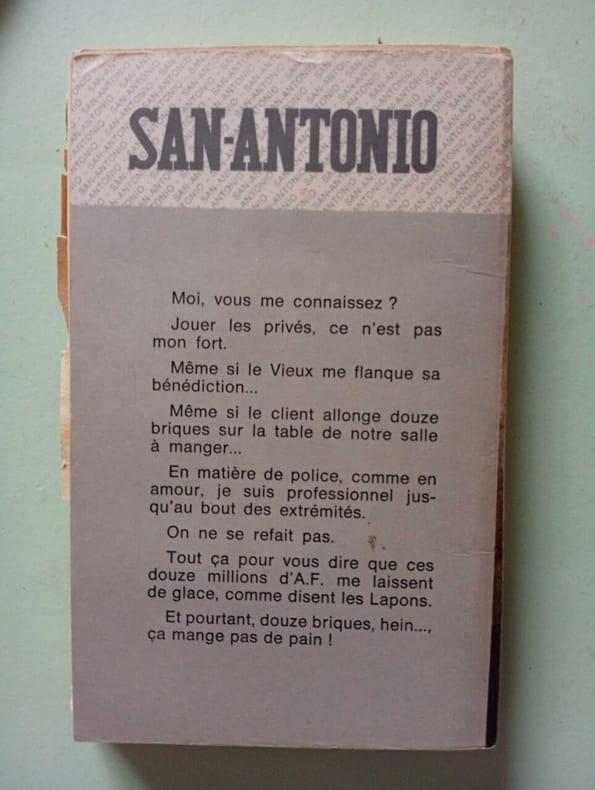 SAN-ANTONIO
Moi, vous me connaissez ?
Jouer les privés, ce n'est pas
mon fort.
Même si le Vieux me flanque sa
bénédiction...
Même si le client allonge douze
briques sur la table de notre salle
à manger...
En matière de police, comme en
amour, je suis professionnel jus-
qu'au bout des extrémités.
On ne se refait pas.
Tout ça pour vous dire que ces
douze millions d'A.F. me laissent
de glace, comme disent les Lapons.
Et pourtant, douze briques, hein...,
ça mange pas de pain !